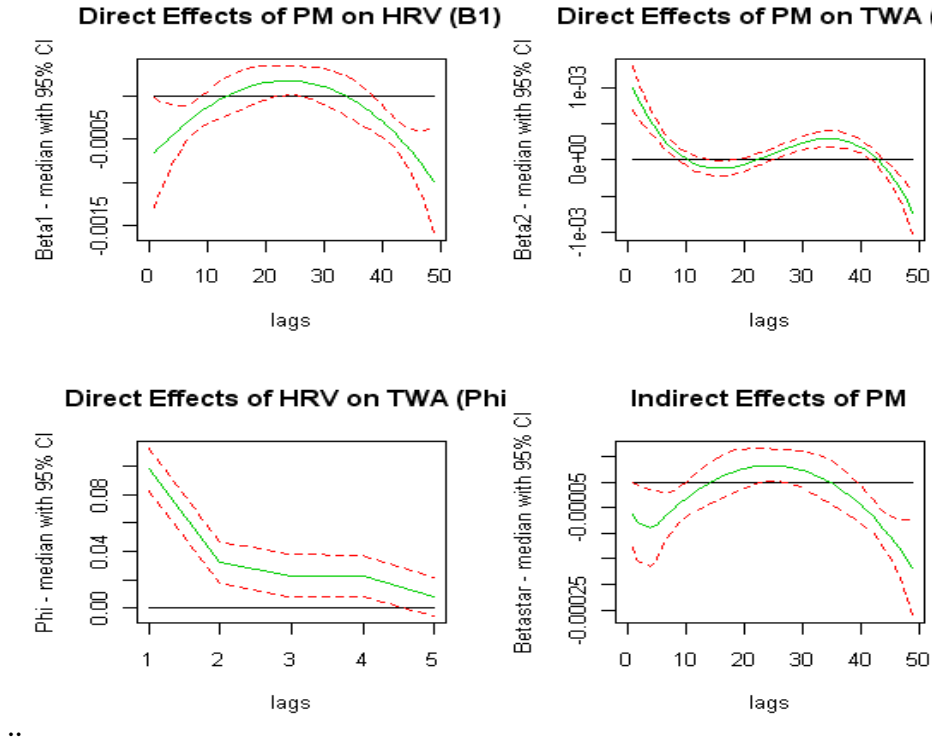 Direct Effects of PM on HRV (B1)
Beta1 - median with 95% CI
-0.0005
-0.0015
0 10 20 30 40 50
lags
Direct Effects of PM on TWA (
Beta2 - median with 95% CI
1e-03
0e+00
-1e-03
0 10 20 30 40 50
lags
Direct Effects of HRV on TWA (Phi
Phi - median with 95% CI
0.08
0.04
0.00
1 2 3 4 5
lags
Indirect Effects of PM
Betastar - median with 95% CI
-0.00005
-0.00025
0 10 20 30 40 50
lags
..